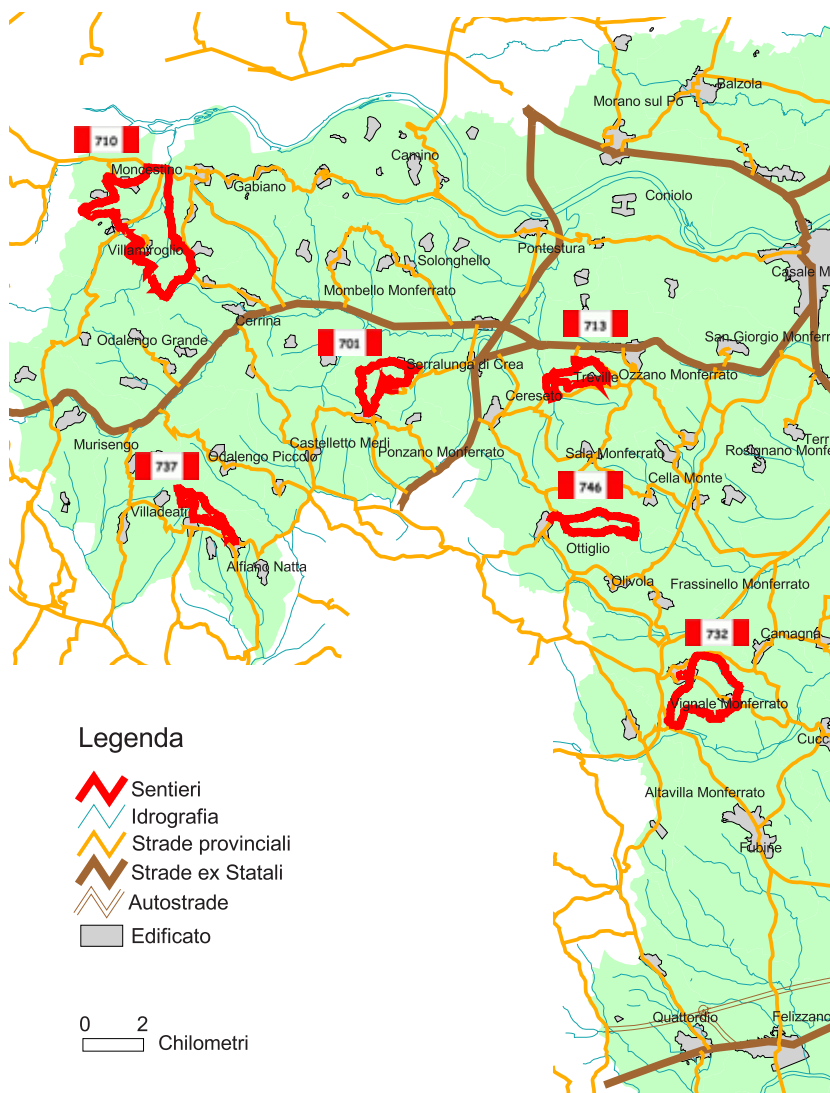 Balzola
Morano sul Po
710
Camino
Moncestino
Gabiano
Coniolo
Villamiroglio
Pontestura
Solonghello
Casale M
Mombello Monferrato
Cerrina
713
701
Odalengo Grande
San Giorgio Monferr
Serralunga di Crea
Treville
Ozzano Monferrato
Cereseto
Murisengo
Castelletto Merli
Terr
Ponzano Monferrato
Sala Monferrato
Rosignano Monfe
Odalengo Piccolo
737
Cella Monte
746
Villadeati
Ottiglio
Alfiano Natta
Olivola
Frassinello Monferrato
732
Camagna
Vignale Monferrato
Cucc
Legenda
Sentieri
Altavilla Monferrato
Idrografia
Strade provinciali
Fubine
Strade ex Statali
Autostrade
Edificato
0 2
Chilometri
Quattordio
Felizzano